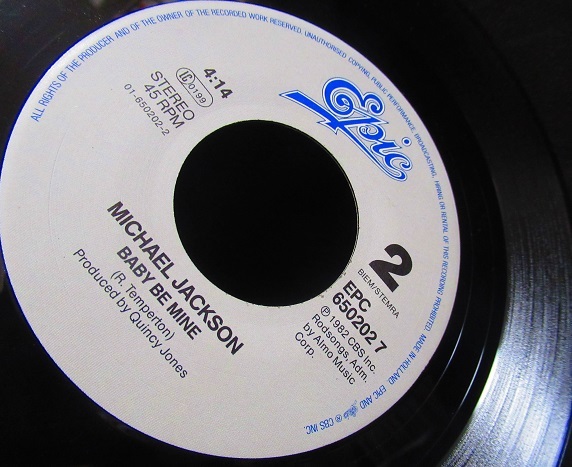 ALL RIGHTS OF THE PRODUCER AND OF THE OWNER OF THE RECORDED WORK RESERVED. UNAUTHORISED COPYING, PUBLIC PERFORMANCE, BROADCASTING, HIRING OR RENTAL OF THIS RECORDING PROHIBITED. MADE IN HOLLAND. EPIC AND ® CBS INC.
Epic
4:14
LC 0199
STEREO
45 RPM
01-650202-2
2
BIEM/STEMRA
EPC
650202 7
℗ 1982 CBS Inc.
Rodsongs, Adm.
by Almo Music
Corp.
MICHAEL JACKSON
BABY BE MINE
(R. Temperton)
Produced by Quincy Jones